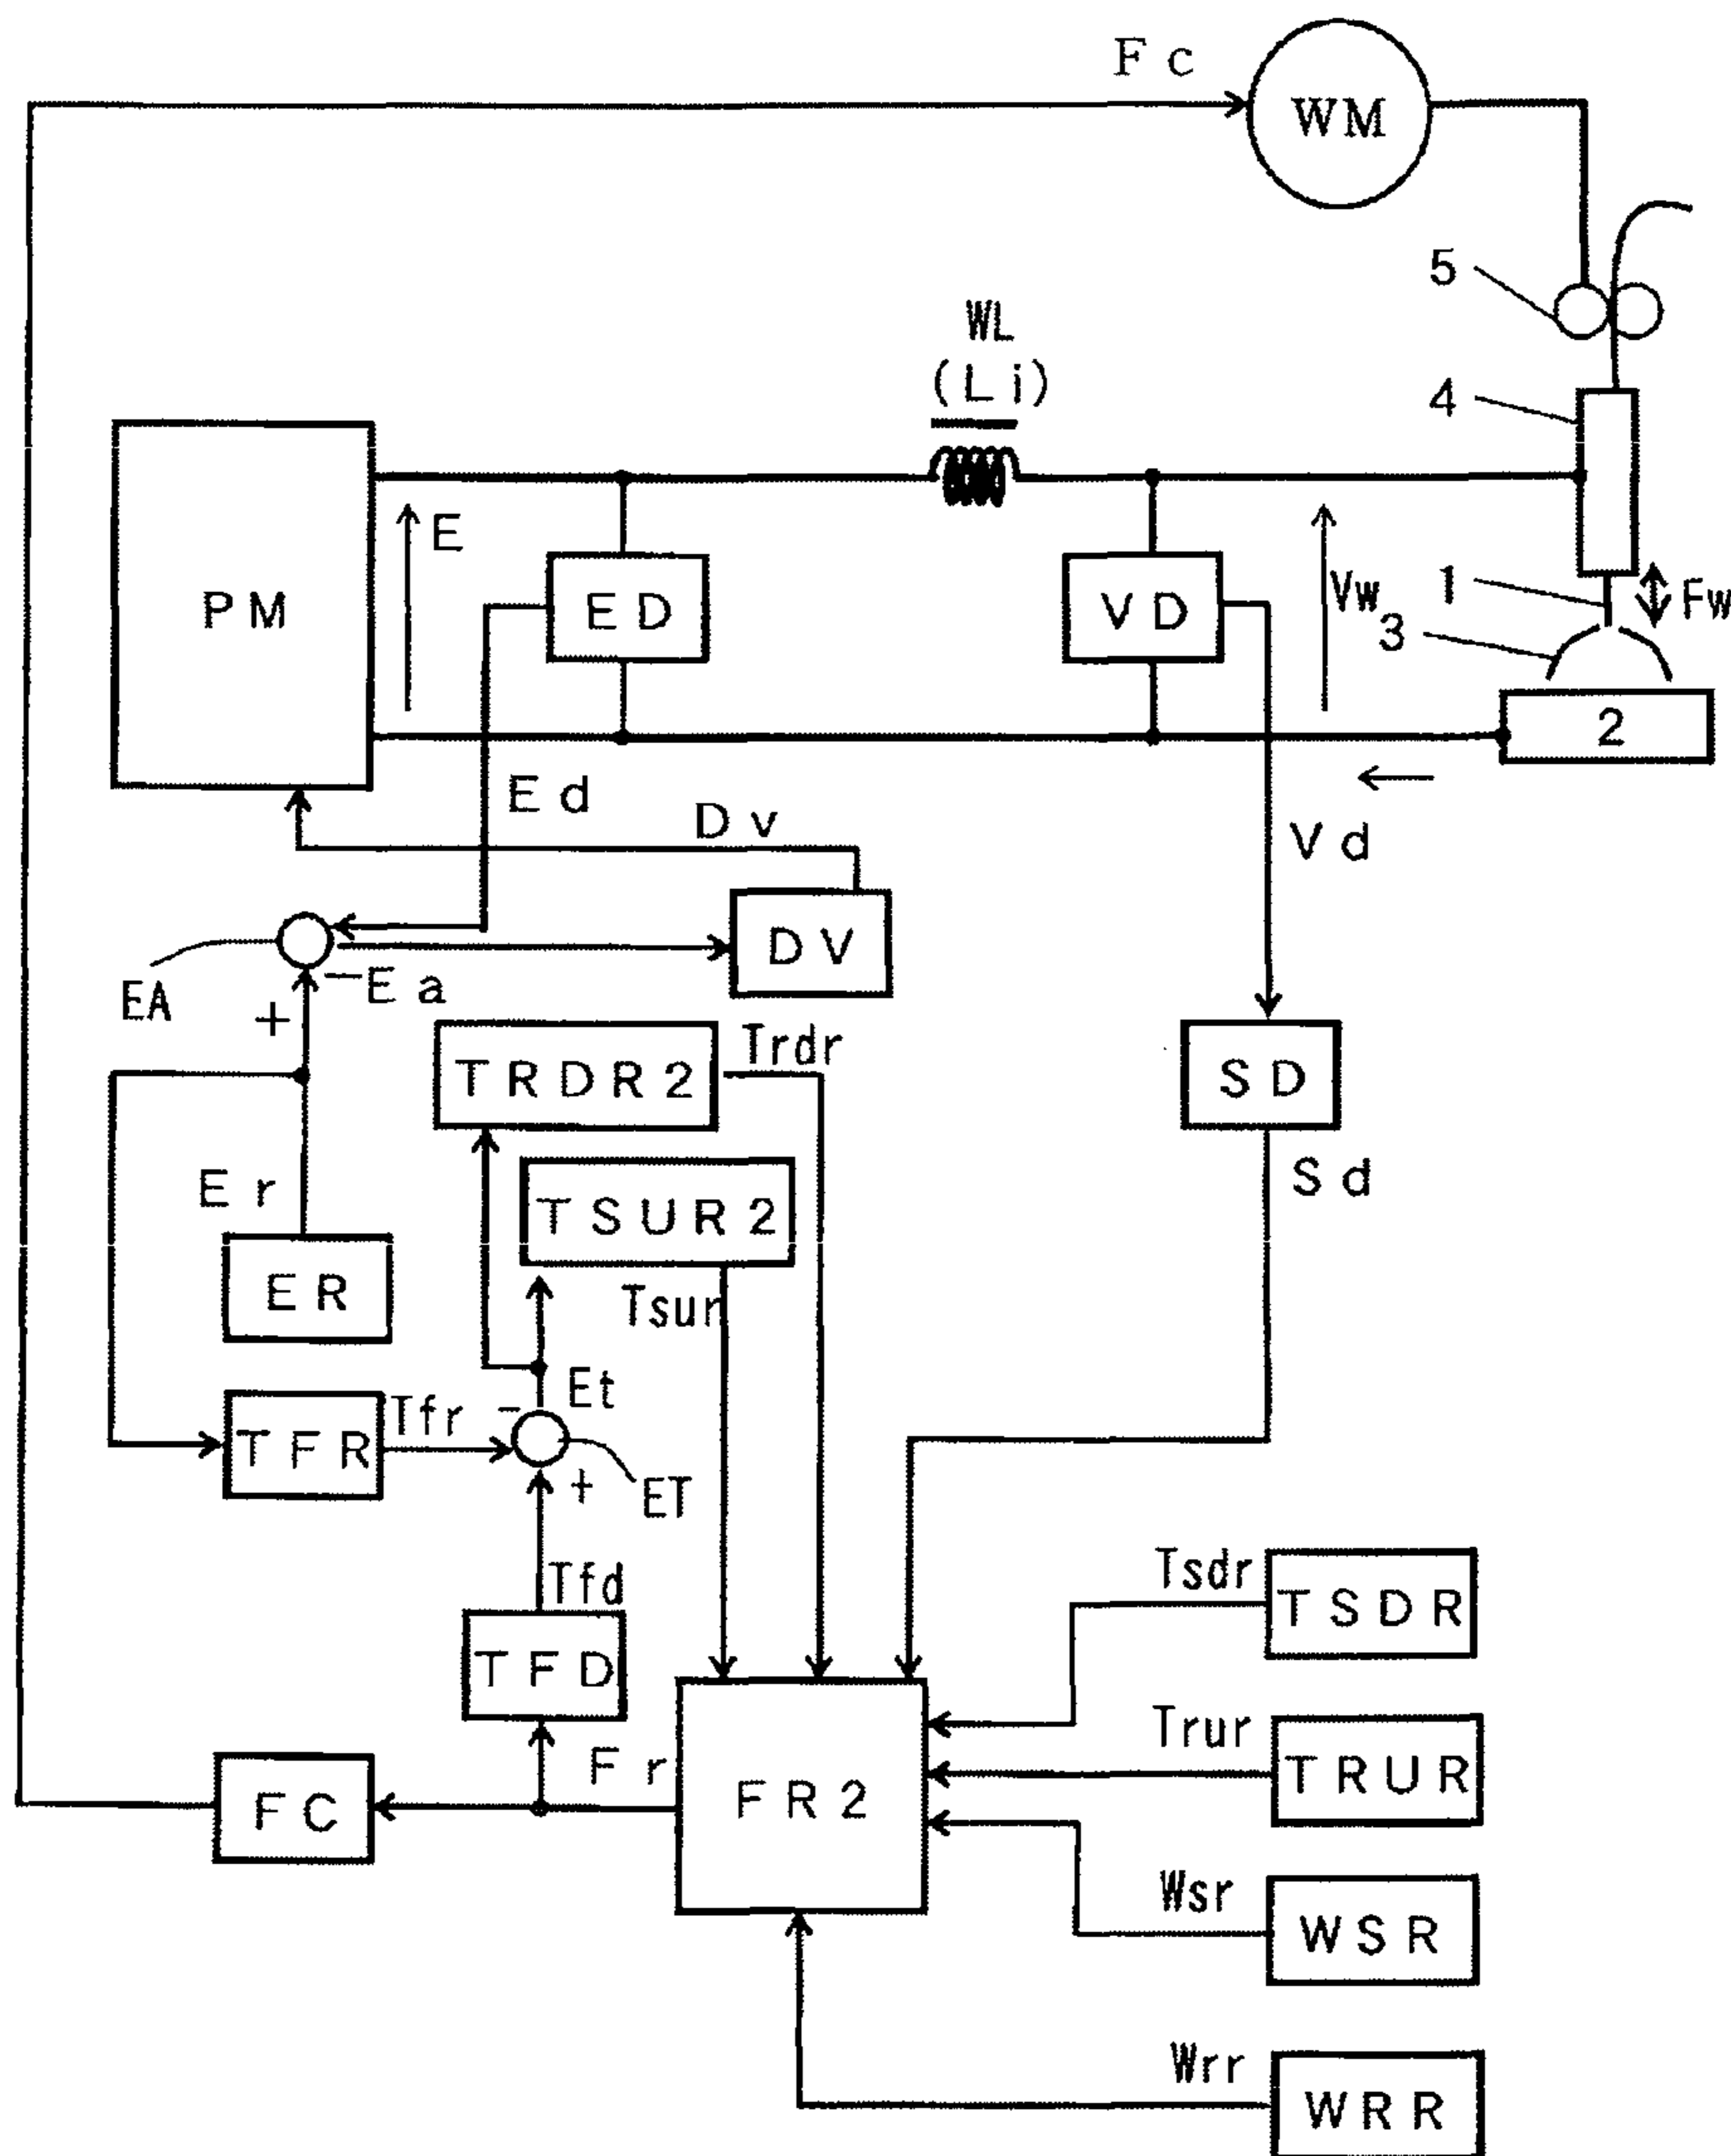 Fc
WM
5
WL
(Li)
4
E
PM
ED
VD
Vw
1
Fw
3
2
Ed
Dv
Vd
DV
EA
−Ea
+
TRDR2
Trdr
SD
Er
TSUR2
Sd
ER
Tsur
Et
Tfr
-
TFR
+
ET
Tsdr
TSDR
Tfd
TFD
Trur
TRUR
Fr
FR2
FC
Wsr
WSR
Wrr
WRR